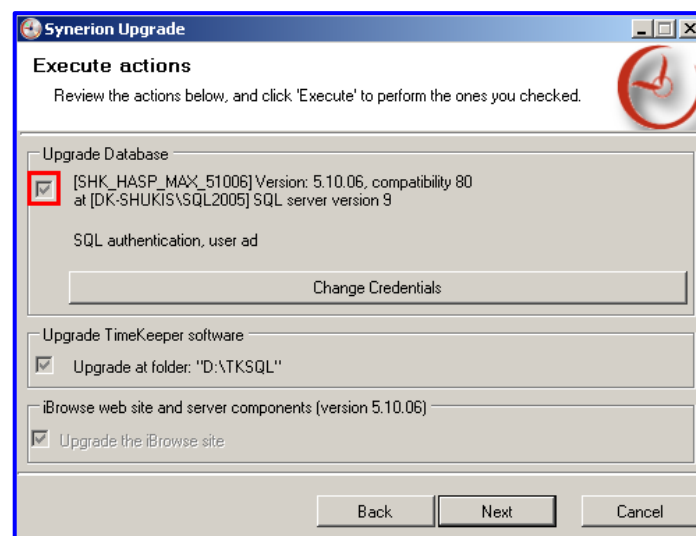 Synerion Upgrade
Execute actions
Review the actions below, and click 'Execute' to perform the ones you checked.
Upgrade Database
[SHK_HASP_MAX_51006] Version: 5.10.06, compatibility 80
at [DK-SHUKIS\SQL2005] SQL server version 9
SQL authentication, user ad
Change Credentials
Upgrade TimeKeeper software
Upgrade at folder: "D:\TKSQL"
iBrowse web site and server components (version 5.10.06)
Upgrade the iBrowse site
Back Next Cancel